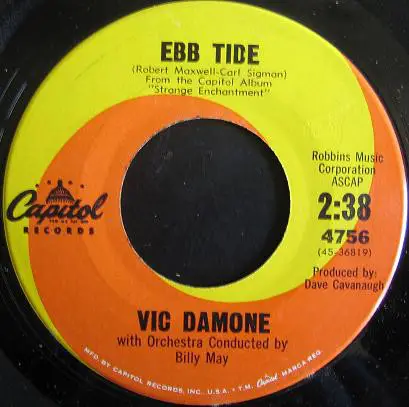 EBB TIDE
(Robert Maxwell-Carl Sigman)
From the Capitol Album
"Strange Enchantment"
Robbins Music
Corporation
ASCAP
Capitol
RECORDS
2:38
4756
(45-36819)
Produced by:
Dave Cavanaugh
VIC DAMONE
with Orchestra Conducted by
Billy May
MFD. BY CAPITOL RECORDS, INC., U.S.A. • T.M. Capitol MARCA REG.